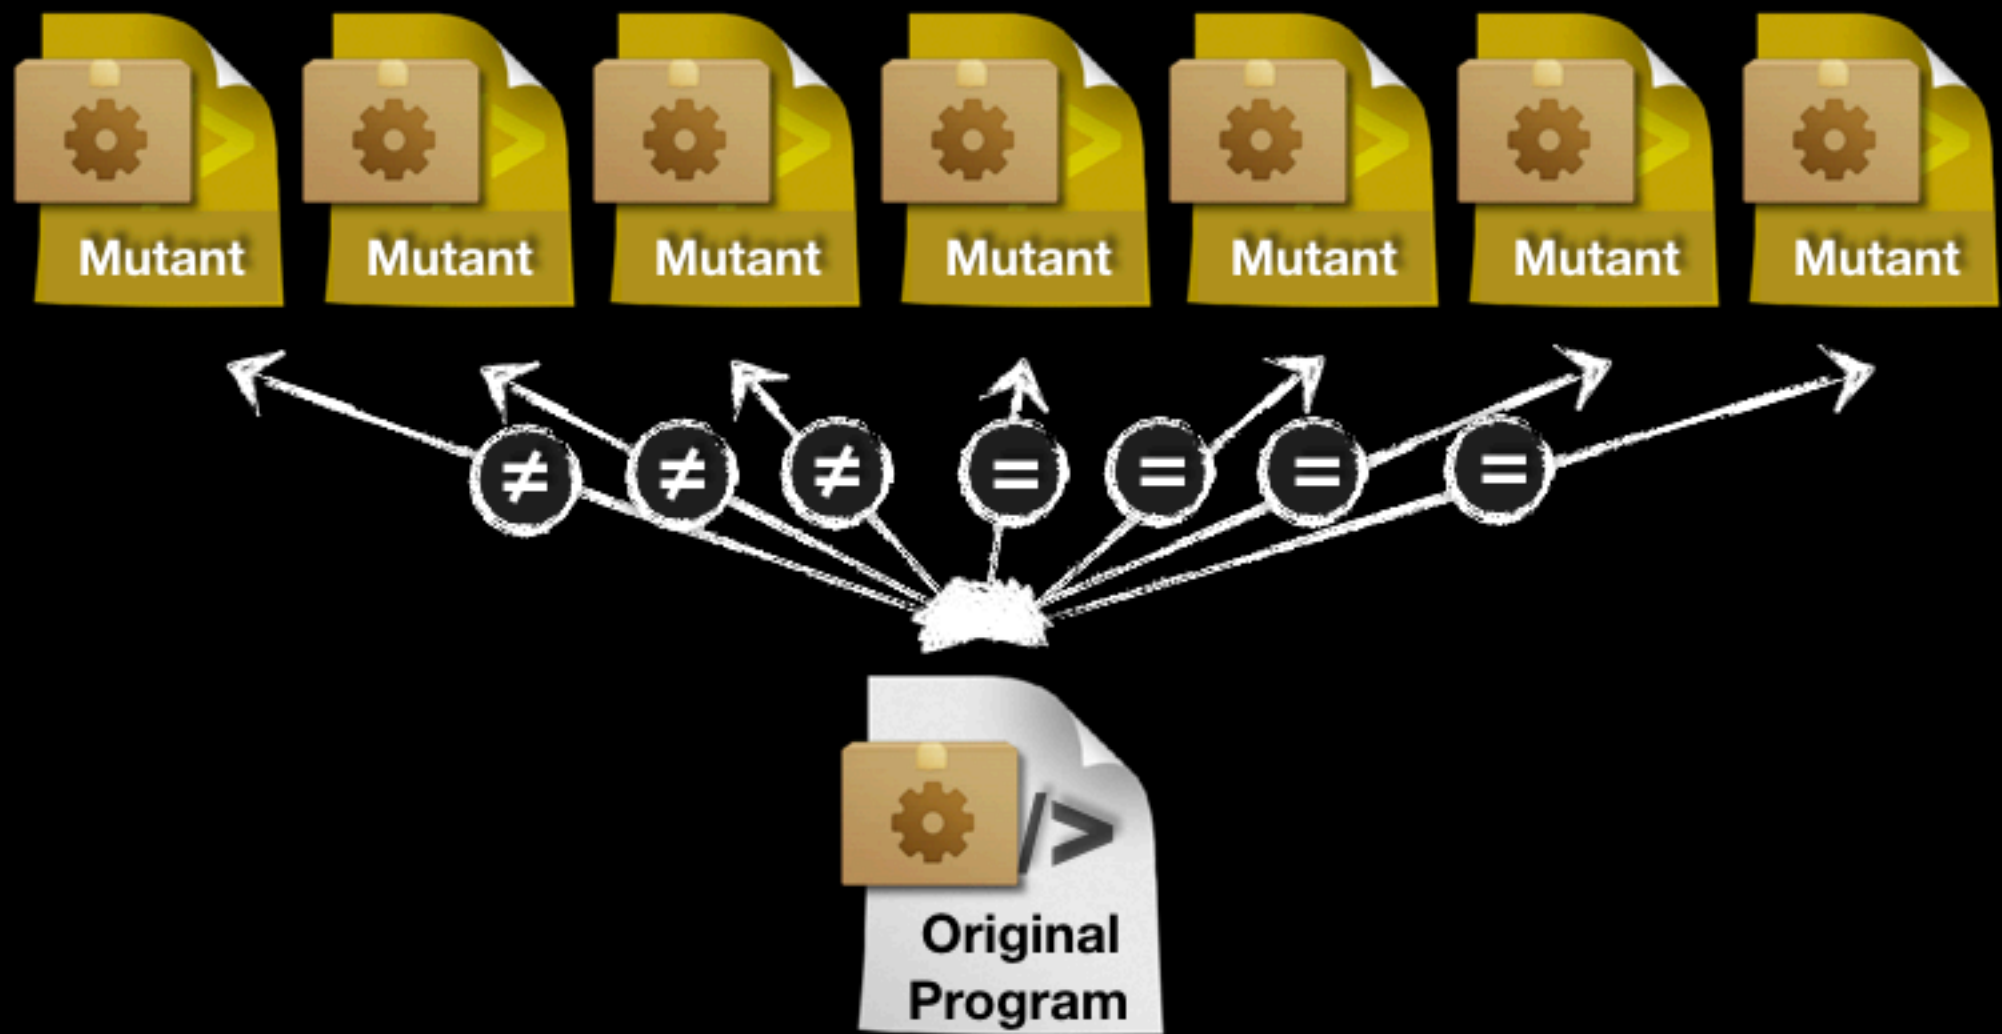 Mutant Mutant Mutant Mutant Mutant Mutant Mutant
≠ ≠ ≠ = = = =
/>
Original
Program